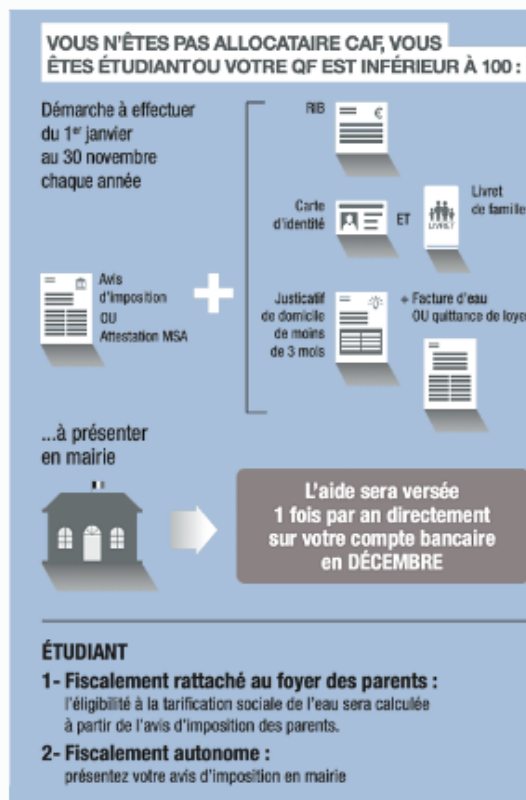 VOUS N'ÊTES PAS ALLOCATAIRE CAF, VOUS
ÊTES ÉTUDIANT OU VOTRE QF EST INFÉRIEUR À 100 :
Démarche à effectuer
du 1er janvier
au 30 novembre
chaque année
Avis
d'imposition
OU
Attestation MSA
RIB
€
Carte
d'identité
ET
LIVRET
Livret
de famille
Justicatif
de domicile
de moins
de 3 mois
+ Facture d'eau
OU quittance de loye
...à présenter
en mairie
L'aide sera versée
1 fois par an directement
sur votre compte bancaire
en DÉCEMBRE
ÉTUDIANT
1- Fiscalement rattaché au foyer des parents :
l'éligibilité à la tarification sociale de l'eau sera calculée
à partir de l'avis d'imposition des parents.
2- Fiscalement autonome :
présentez votre avis d'imposition en mairie